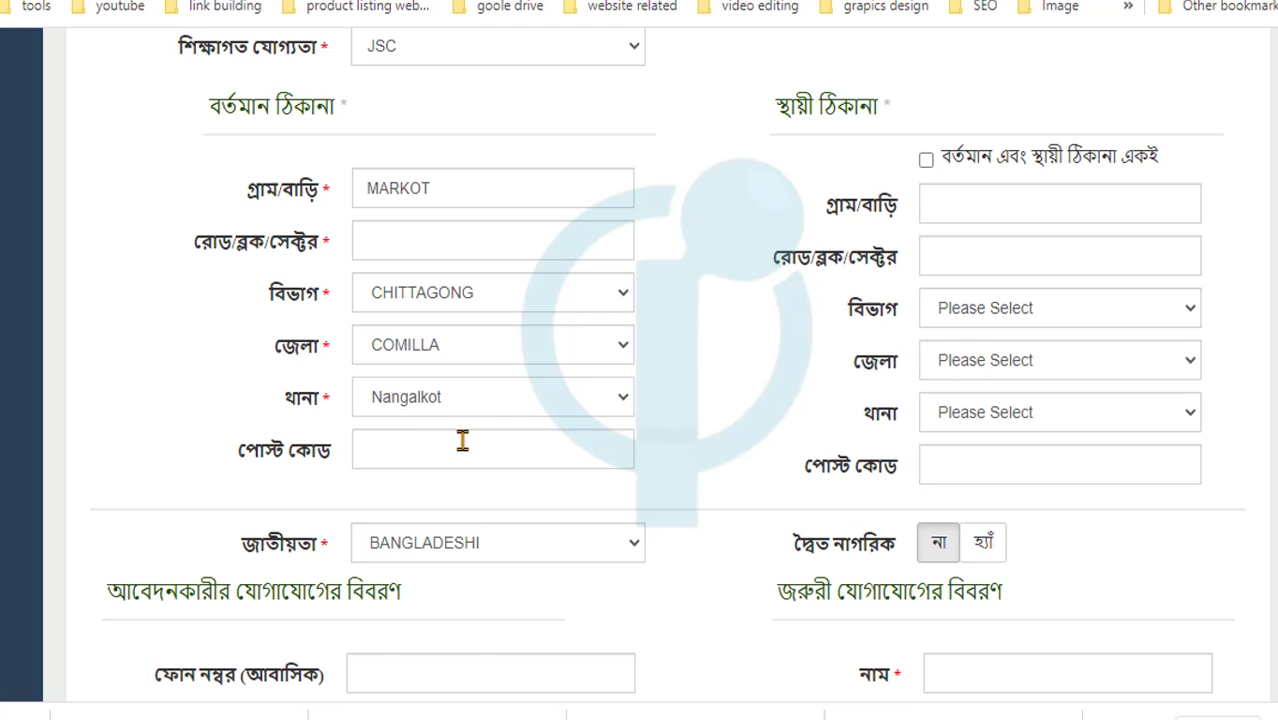 tools youtube link building product listing web... goole drive website related video editing grapics design SEO Image » Other bookmark
শিক্ষাগত যোগ্যতা * JSC
বর্তমান ঠিকানা *
গ্রাম/বাড়ি * MARKOT
রোড/ব্লক/সেক্টর *
বিভাগ * CHITTAGONG
জেলা * COMILLA
থানা * Nangalkot
পোস্ট কোড
স্থায়ী ঠিকানা *
বর্তমান এবং স্থায়ী ঠিকানা একই
গ্রাম/বাড়ি
রোড/ব্লক/সেক্টর
বিভাগ Please Select
জেলা Please Select
থানা Please Select
পোস্ট কোড
জাতীয়তা * BANGLADESHI
দ্বৈত নাগরিক না হ্যাঁ
আবেদনকারীর যোগাযোগের বিবরণ
ফোন নম্বর (আবাসিক)
জরুরী যোগাযোগের বিবরণ
নাম *